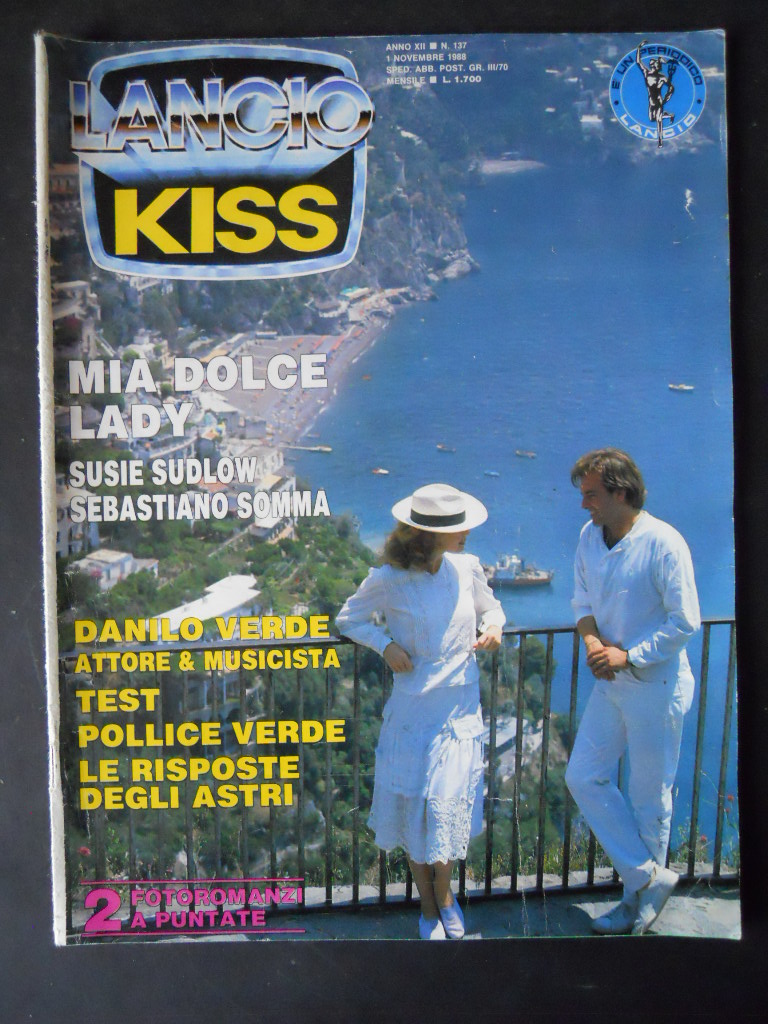 ANNO XII ■ N. 137
1 NOVEMBRE 1988
SPED. ABB. POST. GR. III/70
MENSILE ■ L. 1.700
È UN PERIODICO
LANCIO
LANCIO
KISS
MIA DOLCE
LADY
SUSIE SUDLOW
SEBASTIANO SOMMA
DANILO VERDE
ATTORE & MUSICISTA
TEST
POLLICE VERDE
LE RISPOSTE
DEGLI ASTRI
2 FOTOROMANZI
A PUNTATE